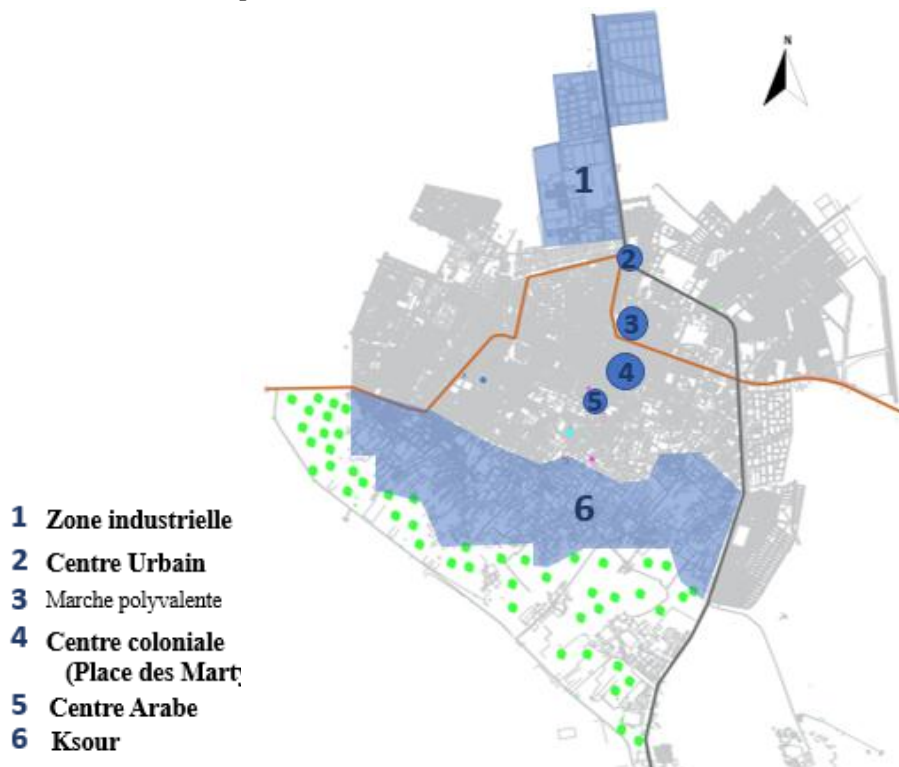 N
1
2
3
4
5
6
1 Zone industrielle
2 Centre Urbain
3 Marche polyvalente
4 Centre coloniale
(Place des Marty
5 Centre Arabe
6 Ksour